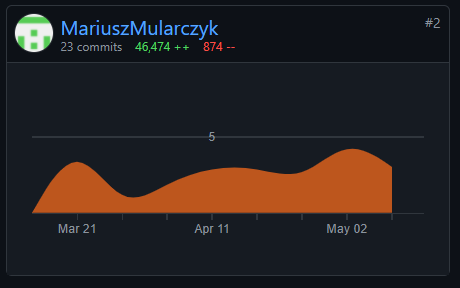 MariuszMularczyk
#2
23 commits 46,474 ++ 874 --
5
Mar 21 Apr 11 May 02